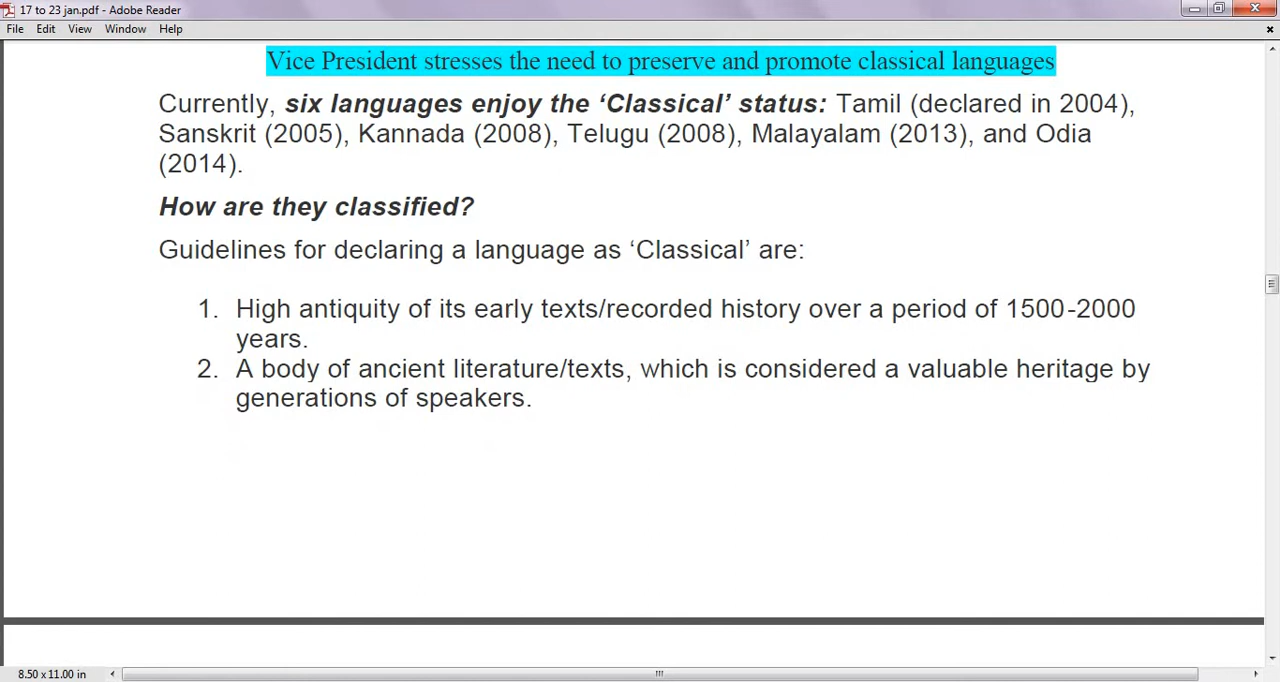 17 to 23 jan.pdf - Adobe Reader
File Edit View Window Help
Vice President stresses the need to preserve and promote classical languages
Currently, six languages enjoy the ‘Classical’ status: Tamil (declared in 2004),
Sanskrit (2005), Kannada (2008), Telugu (2008), Malayalam (2013), and Odia
(2014).
How are they classified?
Guidelines for declaring a language as ‘Classical’ are:
1. High antiquity of its early texts/recorded history over a period of 1500-2000
years.
2. A body of ancient literature/texts, which is considered a valuable heritage by
generations of speakers.
8.50 x 11.00 in